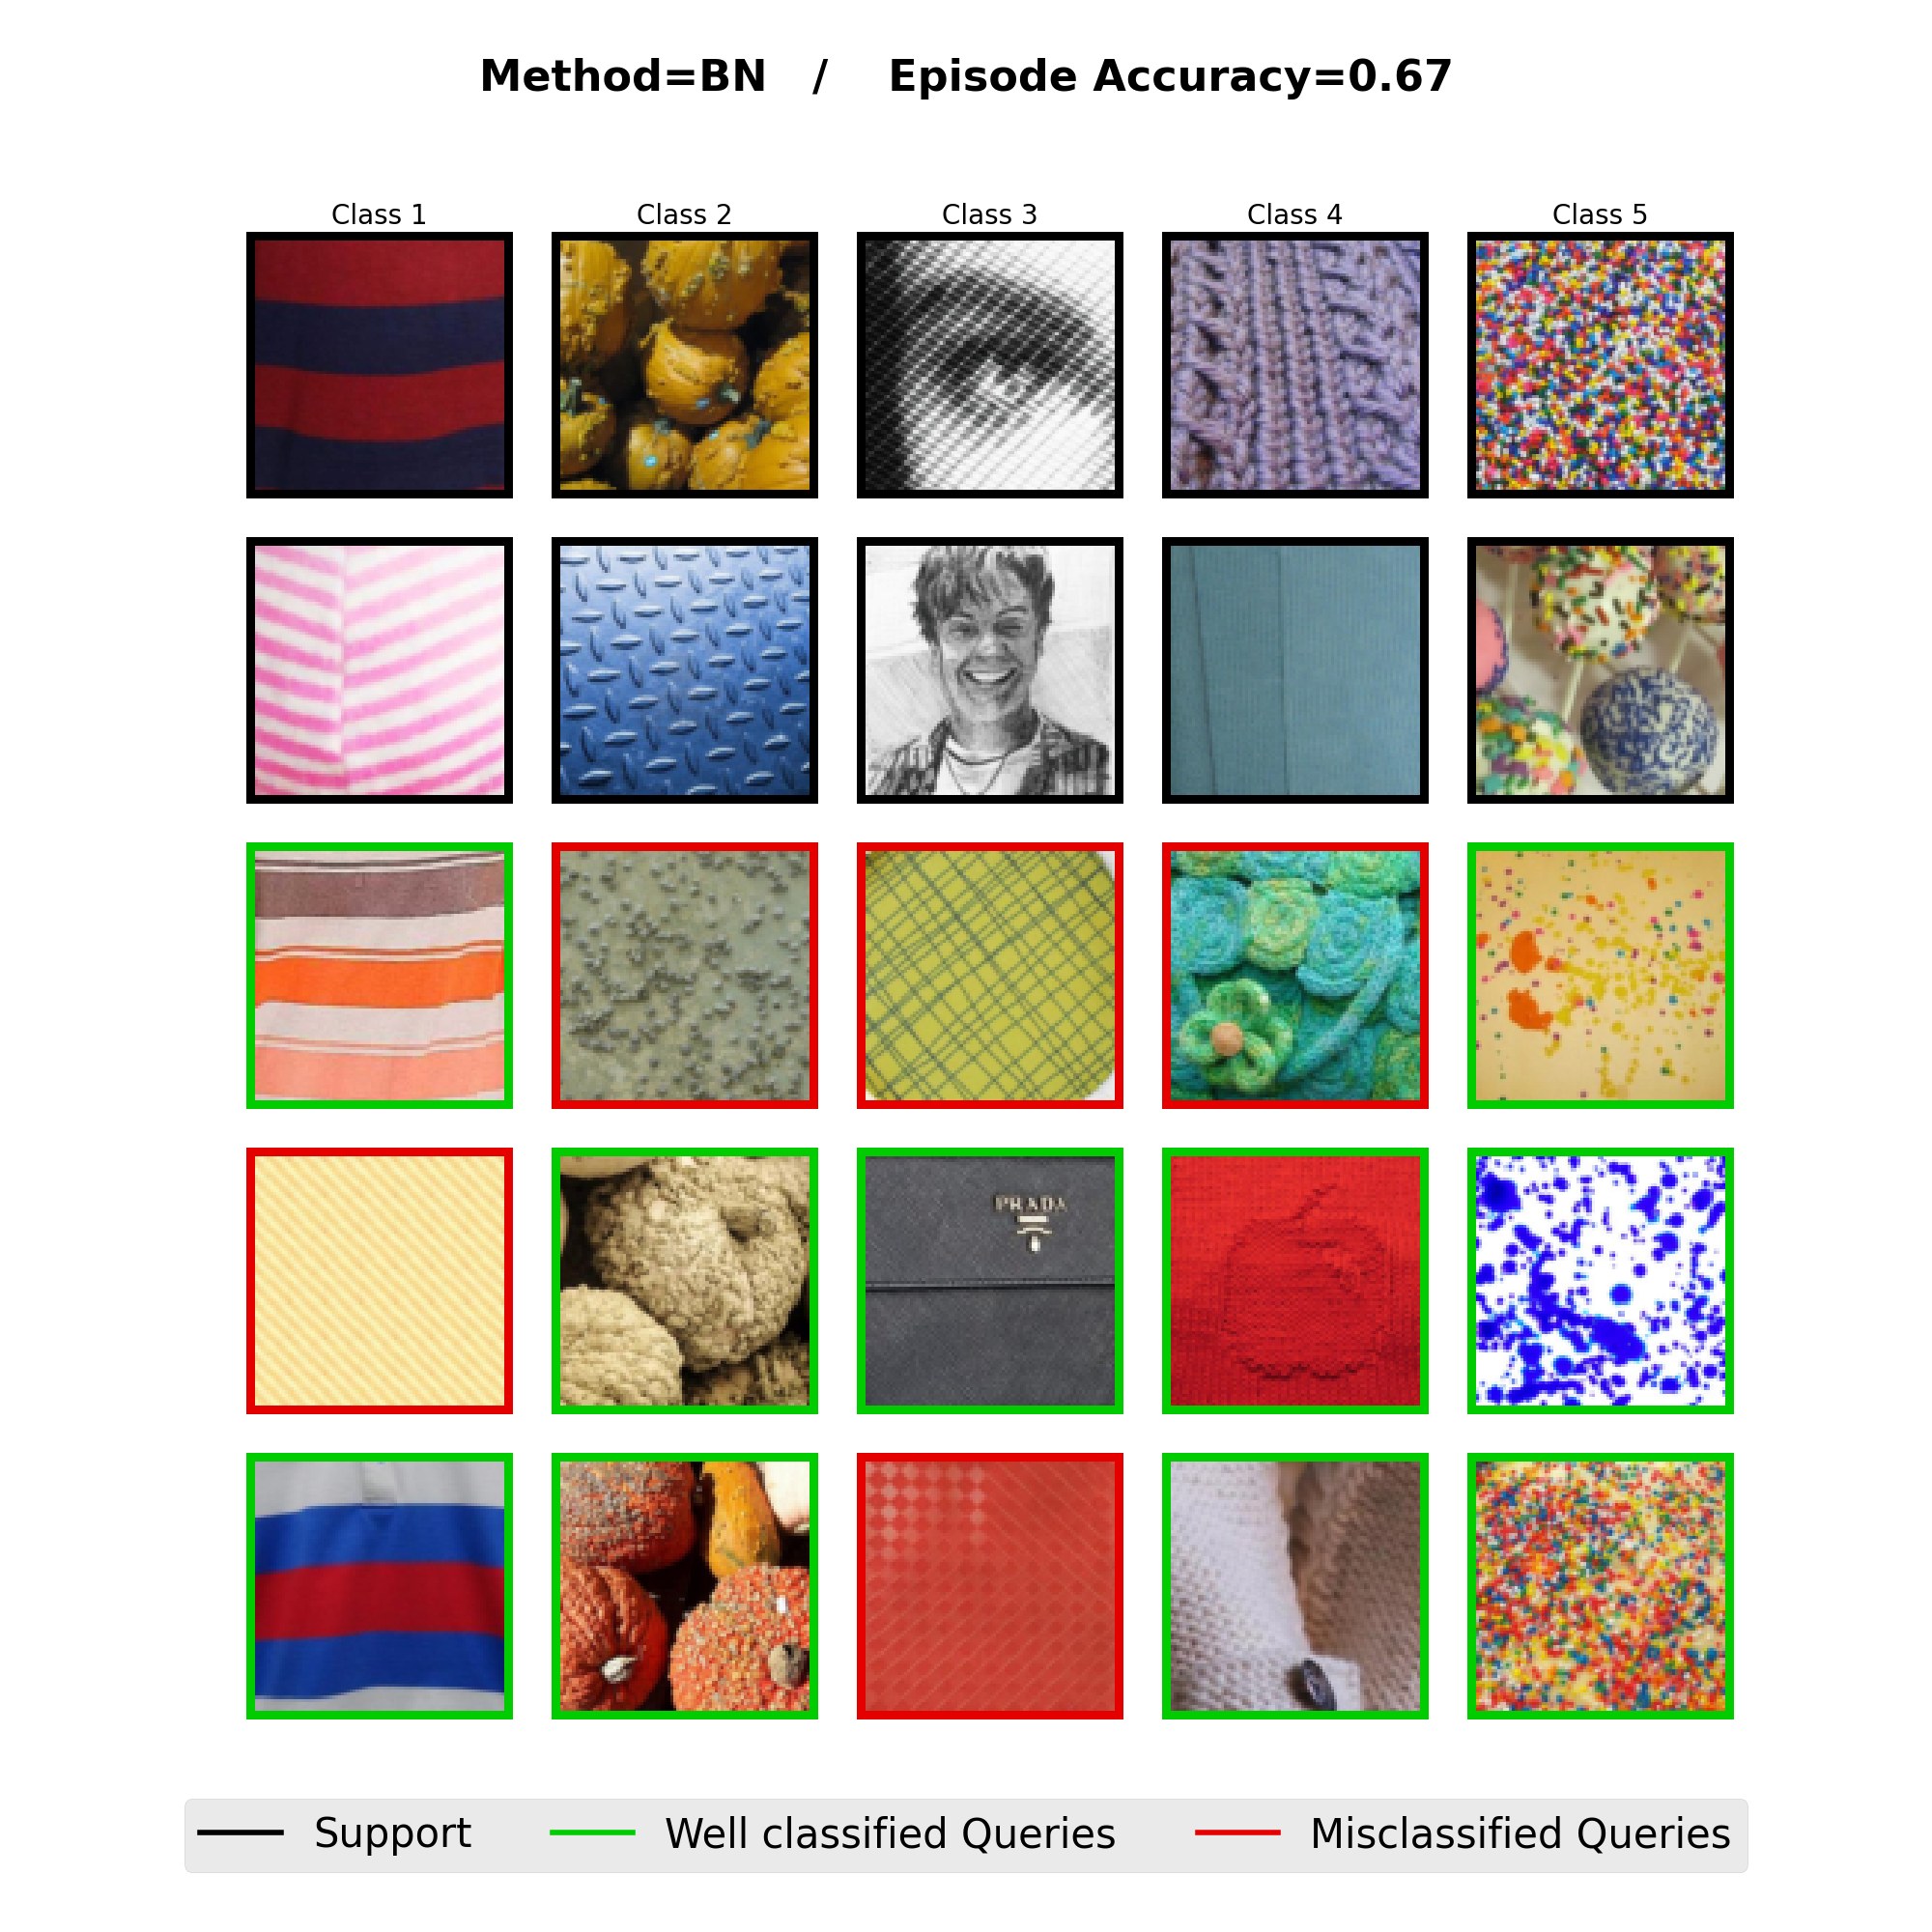 Method=BN / Episode Accuracy=0.67
Class 1 Class 2 Class 3 Class 4 Class 5
PRADA
Support Well classified Queries Misclassified Queries